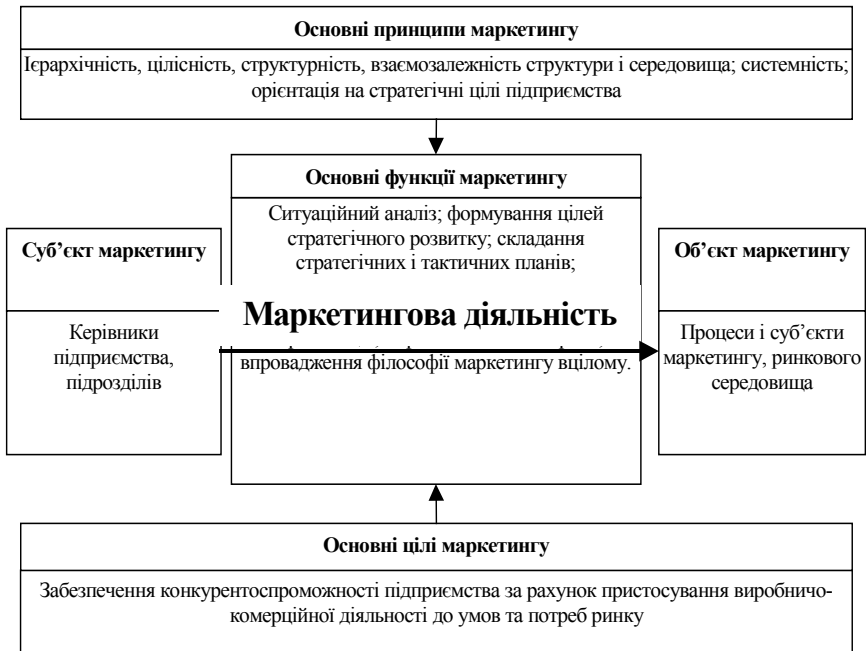 Основні принципи маркетингу
Ієрархічність, цілісність, структурність, взаємозалежність структури і середовища; системність;
орієнтація на стратегічні цілі підприємства
Основні функції маркетингу
Ситуаційний аналіз; формування цілей
стратегічного розвитку; складання
стратегічних і тактичних планів;
Суб’єкт маркетингу
Керівники
підприємства,
підрозділів
Маркетингова діяльність
впровадження філософії маркетингу вцілому.
Об’єкт маркетингу
Процеси і суб’єкти
маркетингу, ринкового
середовища
Основні цілі маркетингу
Забезпечення конкурентоспроможності підприємства за рахунок пристосування виробничо-
комерційної діяльності до умов та потреб ринку